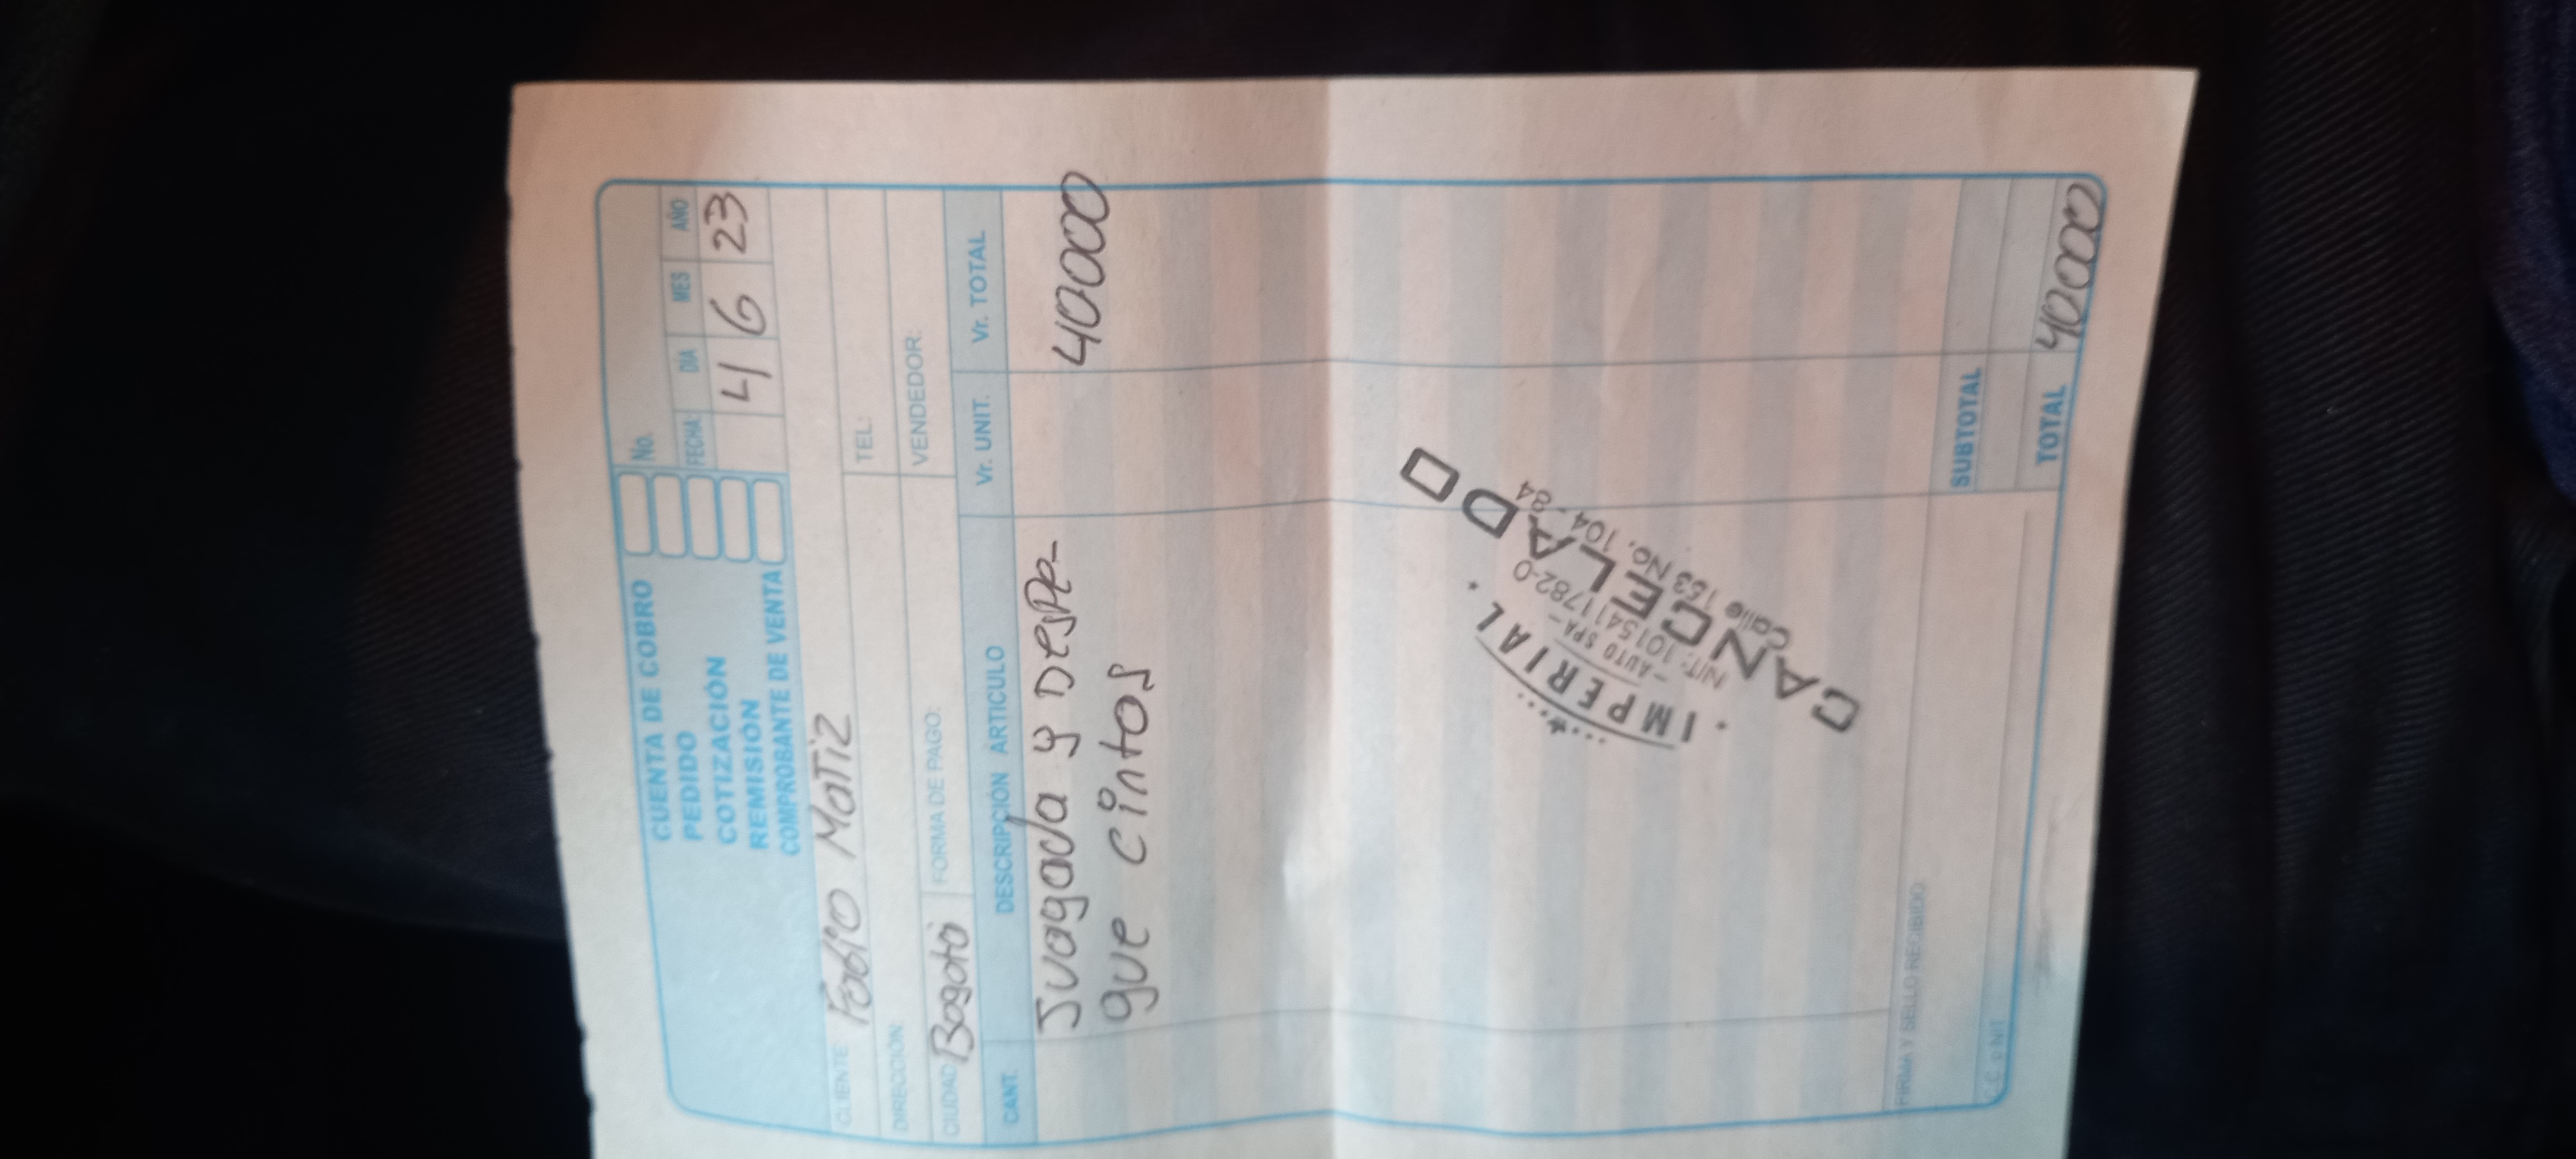 CUENTA DE COBRO
PEDIDO
COTIZACIÓN
REMISIÓN
COMPROBANTE DE VENTA
No.
FECHA: DÍA MES AÑO
4 6 23
CLIENTE Fabio Matiz
DIRECCIÓN: TEL:
CIUDAD Bogotá FORMA DE PAGO: VENDEDOR:
CANT. DESCRIPCIÓN ARTICULO Vr. UNIT. Vr. TOTAL
Juagada y Despe- 40000
gue cintos
IMPERIAL
- AUTO SPA -
NIT: 1015411782-0
CANCELADO
Calle 153 No. 104 - 84
FIRMA Y SELLO RECIBIDO:
SUBTOTAL
C.C. o NIT.
TOTAL 40000